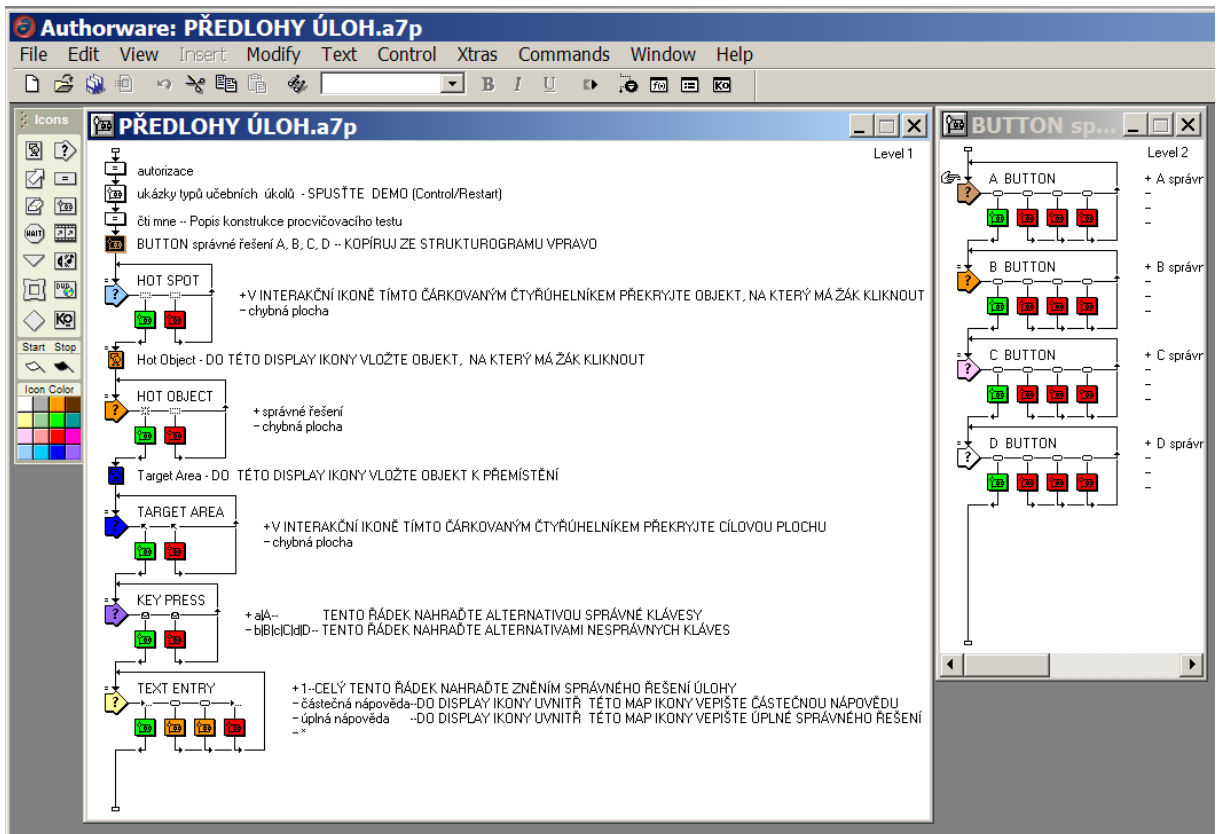 Authorware: PŘEDLOHY ÚLOH.a7p
File Edit View Insert Modify Text Control Xtras Commands Window Help
B I U
Icons
WAIT
DVD
KO
Start Stop
Icon Color
PŘEDLOHY ÚLOH.a7p
Level 1
autorizace
ukázky typů učebních úkolů - SPUSŤTE DEMO (Control/Restart)
čti mne -- Popis konstrukce procvičovacího testu
BUTTON správné řešení A, B, C, D -- KOPÍRUJ ZE STRUKTUROGRAMU VPRAVO
HOT SPOT
+V INTERAKČNÍ IKONĚ TÍMTO ČÁRKOVANÝM ČTYŘÚHELNÍKEM PŘEKRYJTE OBJEKT, NA KTERÝ MÁ ŽÁK KLIKNOUT
- chybná plocha
Hot Object - DO TÉTO DISPLAY IKONY VLOŽTE OBJEKT, NA KTERÝ MÁ ŽÁK KLIKNOUT
HOT OBJECT
+ správné řešení
- chybná plocha
Target Area - DO TÉTO DISPLAY IKONY VLOŽTE OBJEKT K PŘEMÍSTĚNÍ
TARGET AREA
+V INTERAKČNÍ IKONĚ TÍMTO ČÁRKOVANÝM ČTYŘÚHELNÍKEM PŘEKRYJTE CÍLOVOU PLOCHU
- chybná plocha
KEY PRESS
+ a|A-- TENTO ŘÁDEK NAHRAĎTE ALTERNATIVOU SPRÁVNÉ KLÁVESY
- b|B|c|C|d|D-- TENTO ŘÁDEK NAHRAĎTE ALTERNATIVAMI NESPRÁVNÝCH KLÁVES
TEXT ENTRY
+ 1--CELÝ TENTO ŘÁDEK NAHRAĎTE ZNĚNÍM SPRÁVNÉHO ŘEŠENÍ ÚLOHY
- částečná nápověda--DO DISPLAY IKONY UVNITŘ TÉTO MAP IKONY VEPIŠTE ČÁSTEČNOU NÁPOVĚDU
- úplná nápověda --DO DISPLAY IKONY UVNITŘ TÉTO MAP IKONY VEPIŠTE ÚPLNÉ SPRÁVNÉHO ŘEŠENÍ
- *
BUTTON sp...
Level 2
A BUTTON
+ A správr
-
-
-
B BUTTON
+ B správr
-
-
-
C BUTTON
+ C správr
-
-
-
D BUTTON
+ D správr
-
-
-